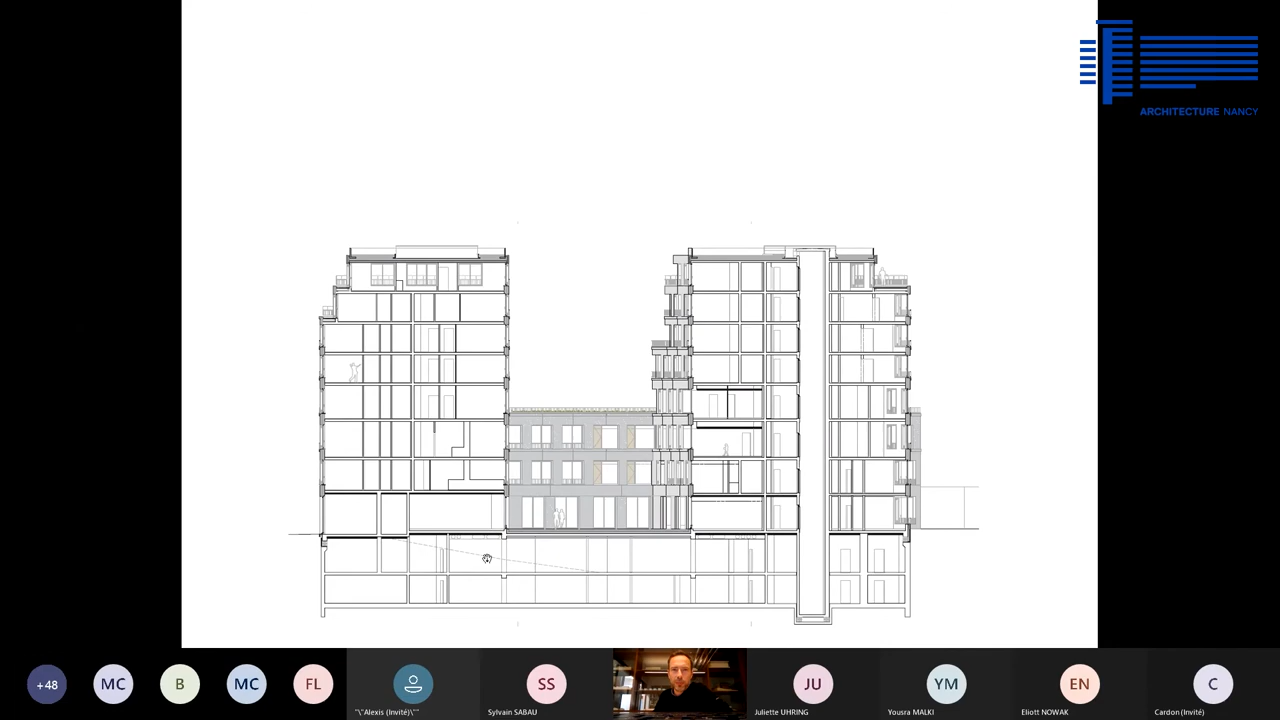 ARCHITECTURE NANCY
+48
MC
B
MC
FL
"\"Alexis (Invité)\""
SS
Sylvain SABAU
JU
Juliette UHRING
YM
Yousra MALKI
EN
Eliott NOWAK
C
Cardon (Invité)